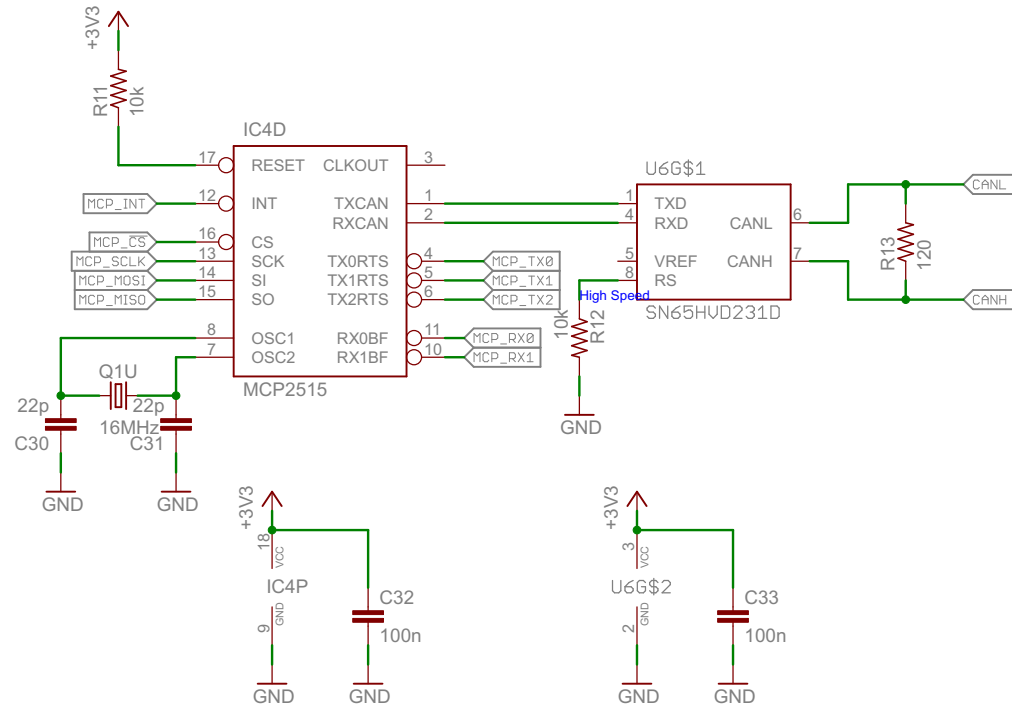 +3V3
R11
10k
IC4D
17 RESET CLKOUT 3
MCP_INT 12 INT TXCAN 1
RXCAN 2
MCP_CS 16 CS
MCP_SCLK 13 SCK TX0RTS 4 MCP_TX0
MCP_MOSI 14 SI TX1RTS 5 MCP_TX1
MCP_MISO 15 SO TX2RTS 6 MCP_TX2
8 OSC1 RX0BF 11 MCP_RX0
7 OSC2 RX1BF 10 MCP_RX1
MCP2515
U6G$1
1 TXD
4 RXD CANL 6
5 VREF CANH 7
8 RS
SN65HVD231D
High Speed
10k
R12
GND
R13
120
CANL
CANH
Q1U
16MHz
22p
C30
22p
C31
GND
GND
+3V3
18
VCC
IC4P
GND
9
C32
100n
GND
GND
+3V3
3
VCC
U6G$2
GND
2
C33
100n
GND
GND